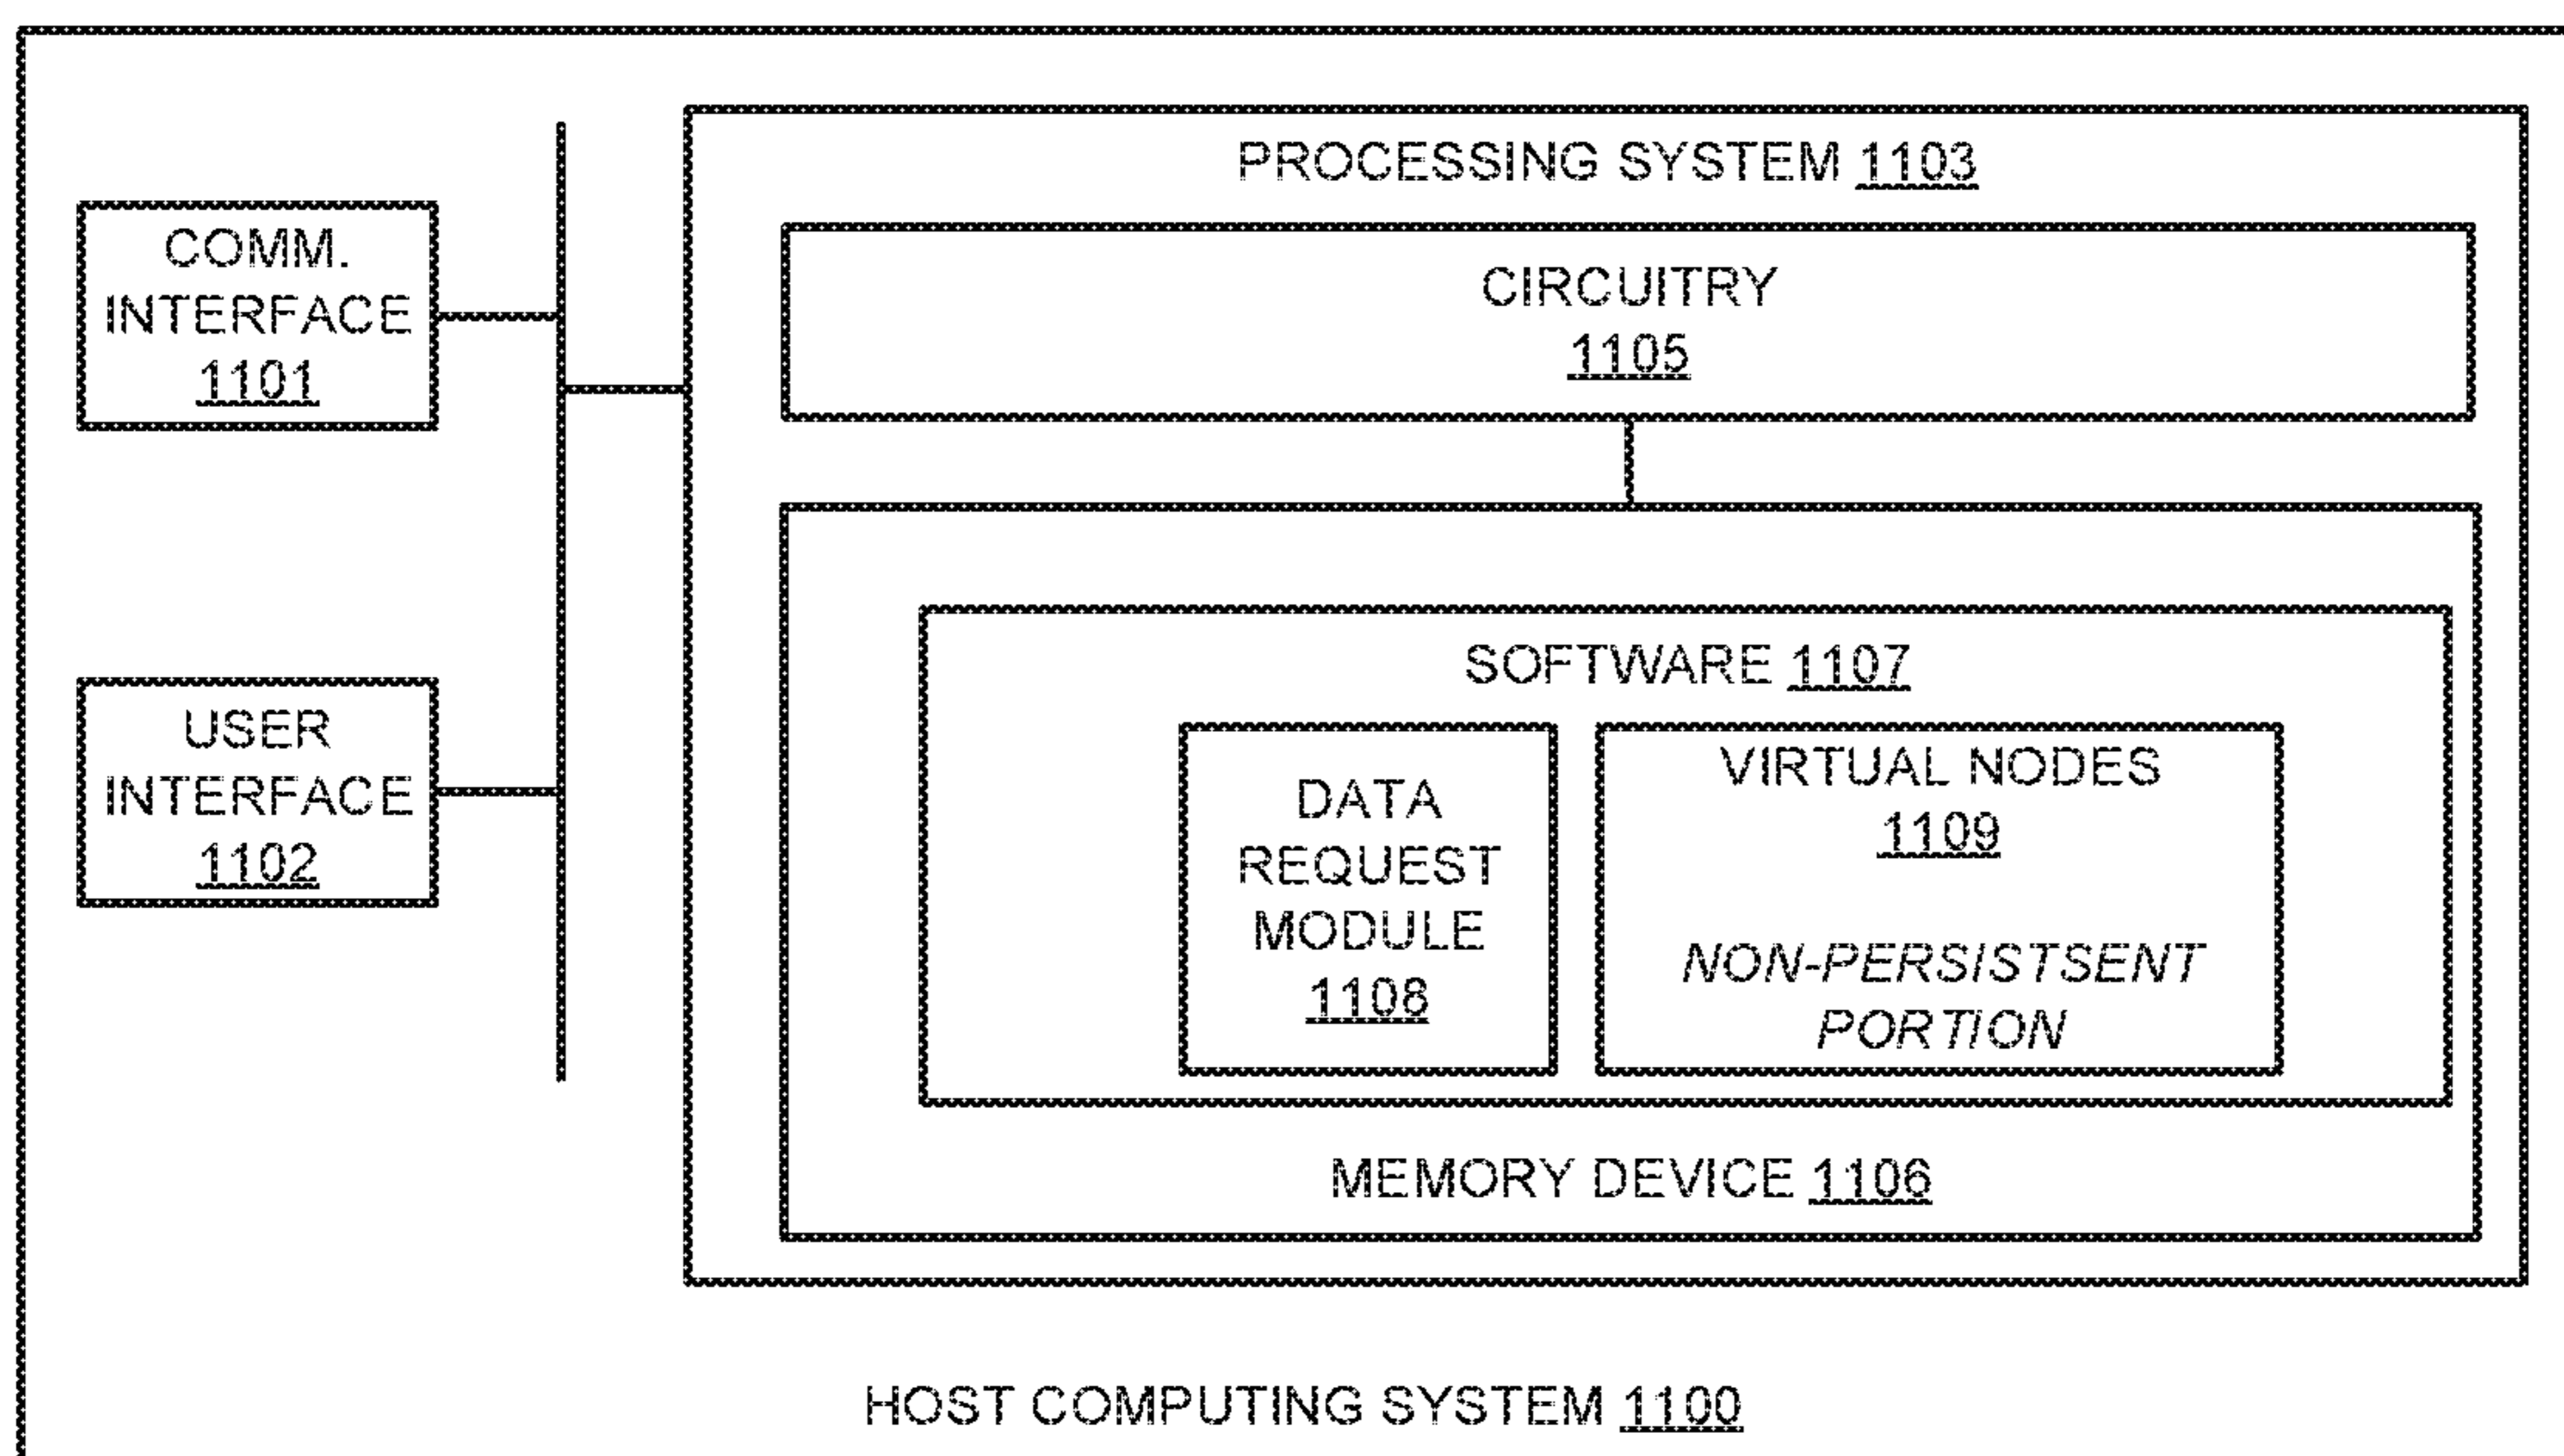 PROCESSING SYSTEM 1103
COMM.
INTERFACE
1101
CIRCUITRY
1105
SOFTWARE 1107
USER
INTERFACE
1102
DATA
REQUEST
MODULE
1108
VIRTUAL NODES
1109
NON-PERSISTSENT
PORTION
MEMORY DEVICE 1106
HOST COMPUTING SYSTEM 1100